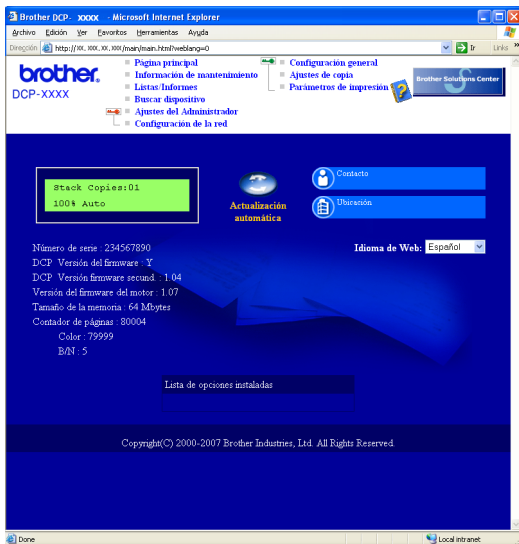 Brother DCP- XXXX - Microsoft Internet Explorer
Archivo Edición Ver Favoritos Herramientas Ayuda
Dirección http://XX.XXX.XX.XXX/main/main.html?weblang=0 Ir Links »
brother
DCP-XXXX
Página principal
Información de mantenimiento
Listas/Informes
Buscar dispositivo
Ajustes del Administrador
Configuración de la red
Configuración general
Ajustes de copia
Parámetros de impresión
Brother Solutions Center
Stack Copies:01
100% Auto
Actualización
automática
Contacto
Ubicación
Número de serie : 234567890
Idioma de Web: Español
DCP Versión del firmware : Y
DCP Versión firmware secund. : 1.04
Versión del firmware del motor : 1.07
Tamaño de la memoria : 64 Mbytes
Contador de páginas : 80004
Color : 79999
B/N : 5
Lista de opciones instaladas
Copyright(C) 2000-2007 Brother Industries, Ltd. All Rights Reserved.
Done
Local intranet